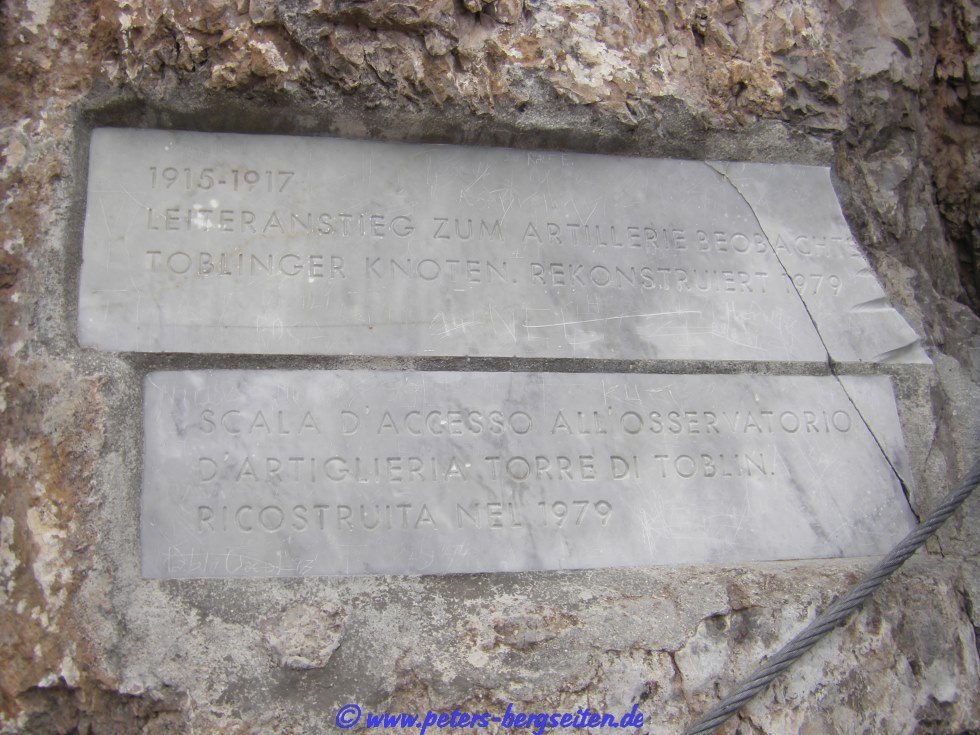 1915-1917
LEITERANSTIEG ZUM ARTILLERIE BEOBACHTE
TOBLINGER KNOTEN. REKONSTRUIERT 1979
SCALA D'ACCESSO ALL'OSSERVATORIO
D'ARTIGLIERIA TORRE DI TOBLIN.
RICOSTRUITA NEL 1979
© www.peters-bergseiten.de